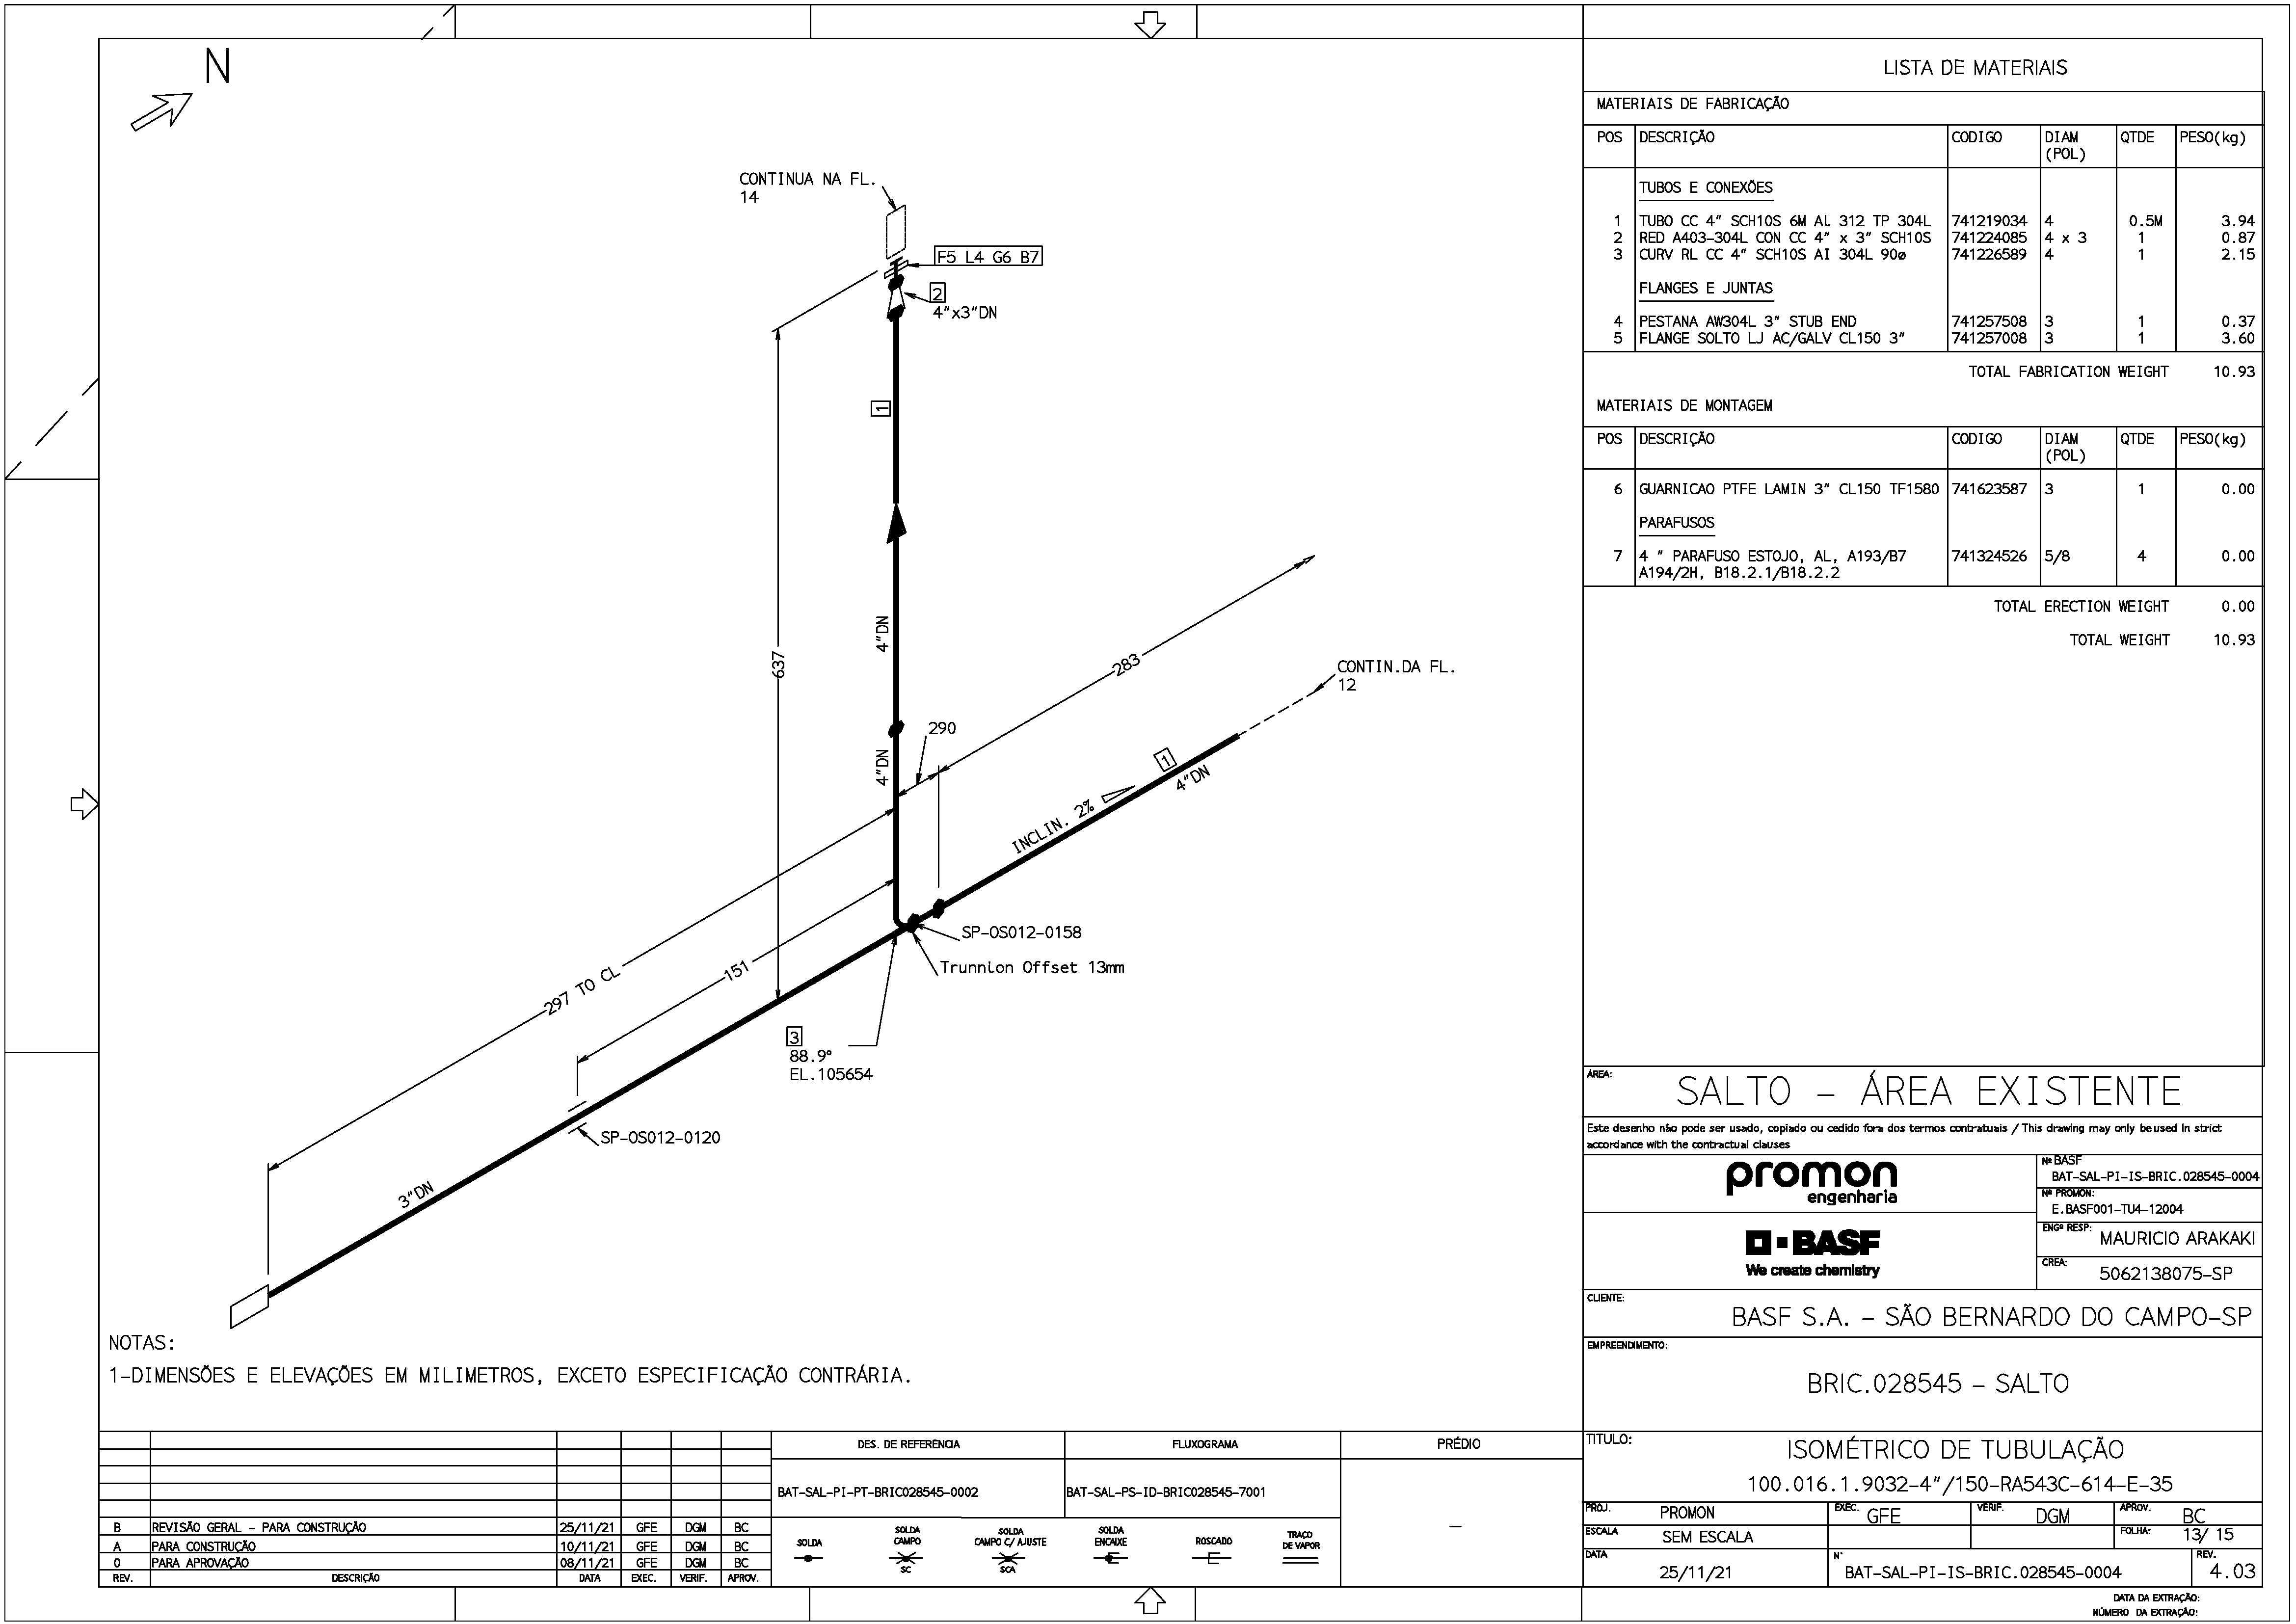 N
CONTINUA NA FL.
14
F5 L4 G6 B7
2
4"x3"DN
1
637
4"DN
283
CONTIN.DA FL.
12
290
4"DN
1
4"DN
INCLIN. 2%
SP-OS012-0158
Trunnion Offset 13mm
297 TO CL
151
3
88.9°
EL.105654
SP-OS012-0120
3"DN
NOTAS:
1-DIMENSÕES E ELEVAÇÕES EM MILIMETROS, EXCETO ESPECIFICAÇÃO CONTRÁRIA.
LISTA DE MATERIAIS
MATERIAIS DE FABRICAÇÃO
POS DESCRIÇÃO CODIGO DIAM (POL) QTDE PESO(kg)
TUBOS E CONEXÕES
1 TUBO CC 4" SCH10S 6M Al 312 TP 304L 741219034 4 0.5M 3.94
2 RED A403-304L CON CC 4" x 3" SCH10S 741224085 4 x 3 1 0.87
3 CURV RL CC 4" SCH10S AI 304L 90ø 741226589 4 1 2.15
FLANGES E JUNTAS
4 PESTANA AW304L 3" STUB END 741257508 3 1 0.37
5 FLANGE SOLTO LJ AC/GALV CL150 3" 741257008 3 1 3.60
TOTAL FABRICATION WEIGHT 10.93
MATERIAIS DE MONTAGEM
POS DESCRIÇÃO CODIGO DIAM (POL) QTDE PESO(kg)
6 GUARNICAO PTFE LAMIN 3" CL150 TF1580 741623587 3 1 0.00
PARAFUSOS
7 4 " PARAFUSO ESTOJO, AL, A193/B7 741324526 5/8 4 0.00
A194/2H, B18.2.1/B18.2.2
TOTAL ERECTION WEIGHT 0.00
TOTAL WEIGHT 10.93
ÁREA:
SALTO - ÁREA EXISTENTE
Este desenho não pode ser usado, copiado ou cedido fora dos termos contratuais / This drawing may only be used in strict
accordance with the contractual clauses
promon
engenharia
Nº BASF
BAT-SAL-PI-IS-BRIC.028545-0004
Nº PROMON:
E.BASF001-TU4-12004
BASF
We create chemistry
ENGº RESP: MAURICIO ARAKAKI
CREA:
5062138075-SP
CLIENTE:
BASF S.A. - SÃO BERNARDO DO CAMPO-SP
EMPREENDIMENTO:
BRIC.028545 - SALTO
TITULO:
ISOMÉTRICO DE TUBULAÇÃO
100.016.1.9032-4"/150-RA543C-614-E-35
PROJ. PROMON EXEC. GFE VERIF. DGM APROV. BC
ESCALA SEM ESCALA FOLHA: 13/ 15
DATA 25/11/21 Nº BAT-SAL-PI-IS-BRIC.028545-0004 REV. 4.03
DATA DA EXTRAÇÃO:
NÚMERO DA EXTRAÇÃO:
DES. DE REFERÊNCIA FLUXOGRAMA PRÉDIO
BAT-SAL-PI-PT-BRIC028545-0002 BAT-SAL-PS-ID-BRIC028545-7001
-
B REVISÃO GERAL - PARA CONSTRUÇÃO 25/11/21 GFE DGM BC
A PARA CONSTRUÇÃO 10/11/21 GFE DGM BC
0 PARA APROVAÇÃO 08/11/21 GFE DGM BC
REV. DESCRIÇÃO DATA EXEC. VERIF. APROV.
SOLDA
SOLDA CAMPO
SC
SOLDA CAMPO C/ AJUSTE
SCA
SOLDA ENCAIXE
ROSCADO
TRAÇO DE VAPOR